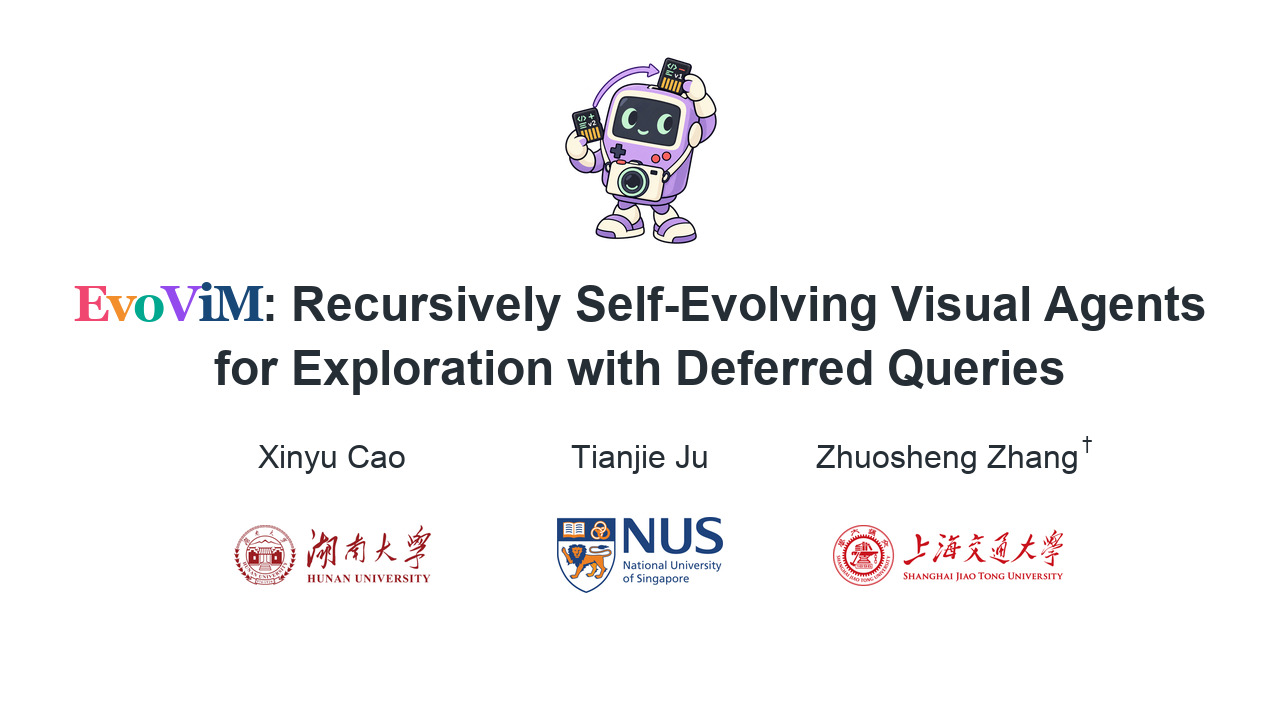 v1
v2
EvoViM: Recursively Self-Evolving Visual Agents
for Exploration with Deferred Queries
Xinyu Cao
Tianjie Ju
Zhuosheng Zhang†
湖南大學
HUNAN UNIVERSITY
NUS
National University
of Singapore
上海交通大學
SHANGHAI JIAO TONG UNIVERSITY